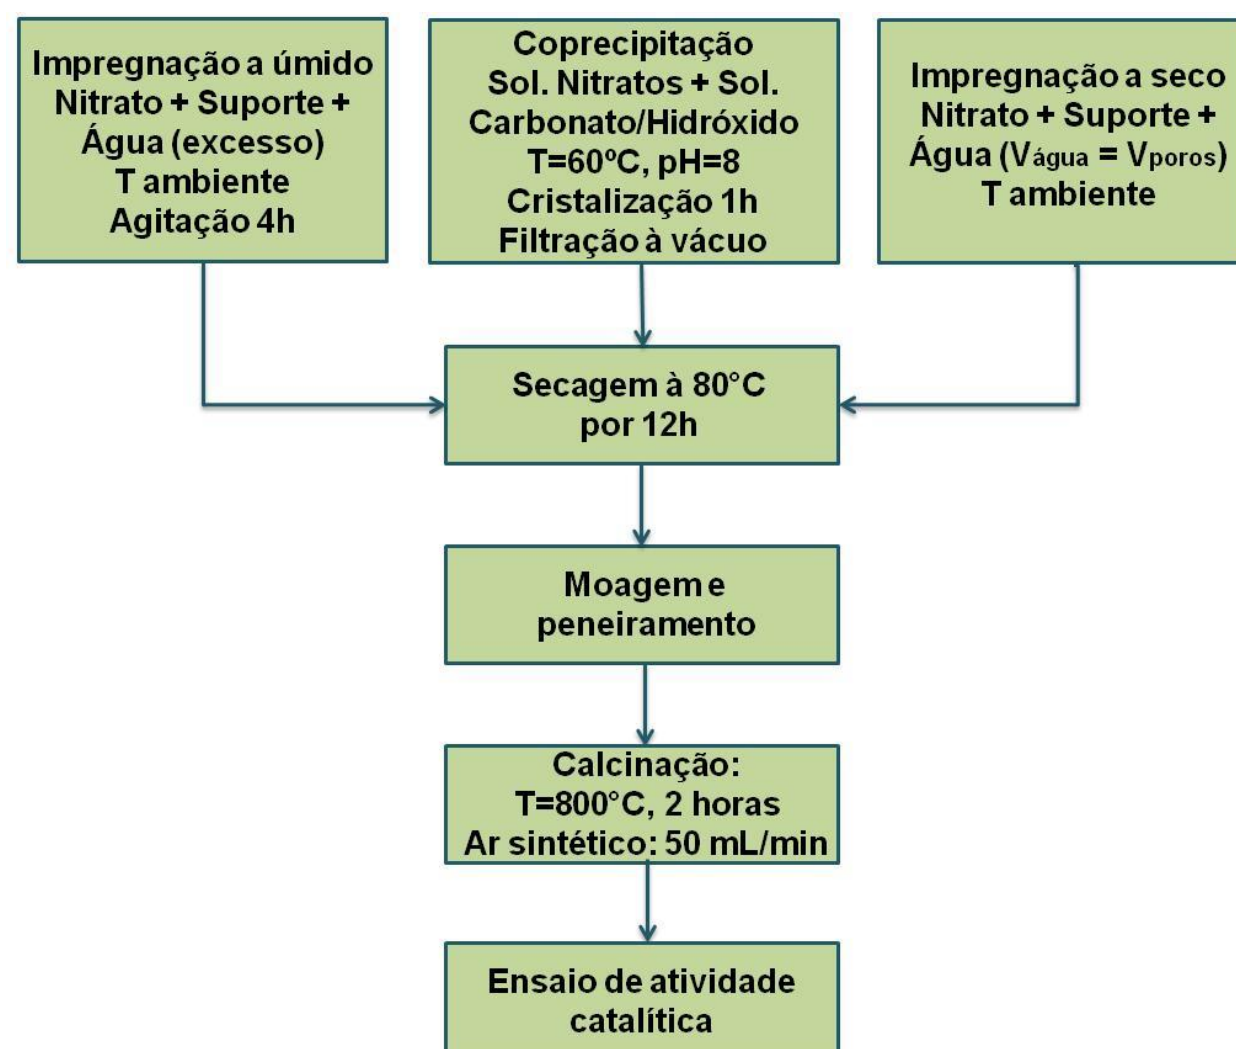 Impregnação a úmido
Nitrato + Suporte +
Água (excesso)
T ambiente
Agitação 4h
Coprecipitação
Sol. Nitratos + Sol.
Carbonato/Hidróxido
T=60ºC, pH=8
Cristalização 1h
Filtração à vácuo
Impregnação a seco
Nitrato + Suporte +
Água (Vágua = Vporos)
T ambiente
Secagem à 80°C
por 12h
Moagem e
peneiramento
Calcinação:
T=800°C, 2 horas
Ar sintético: 50 mL/min
Ensaio de atividade
catalítica